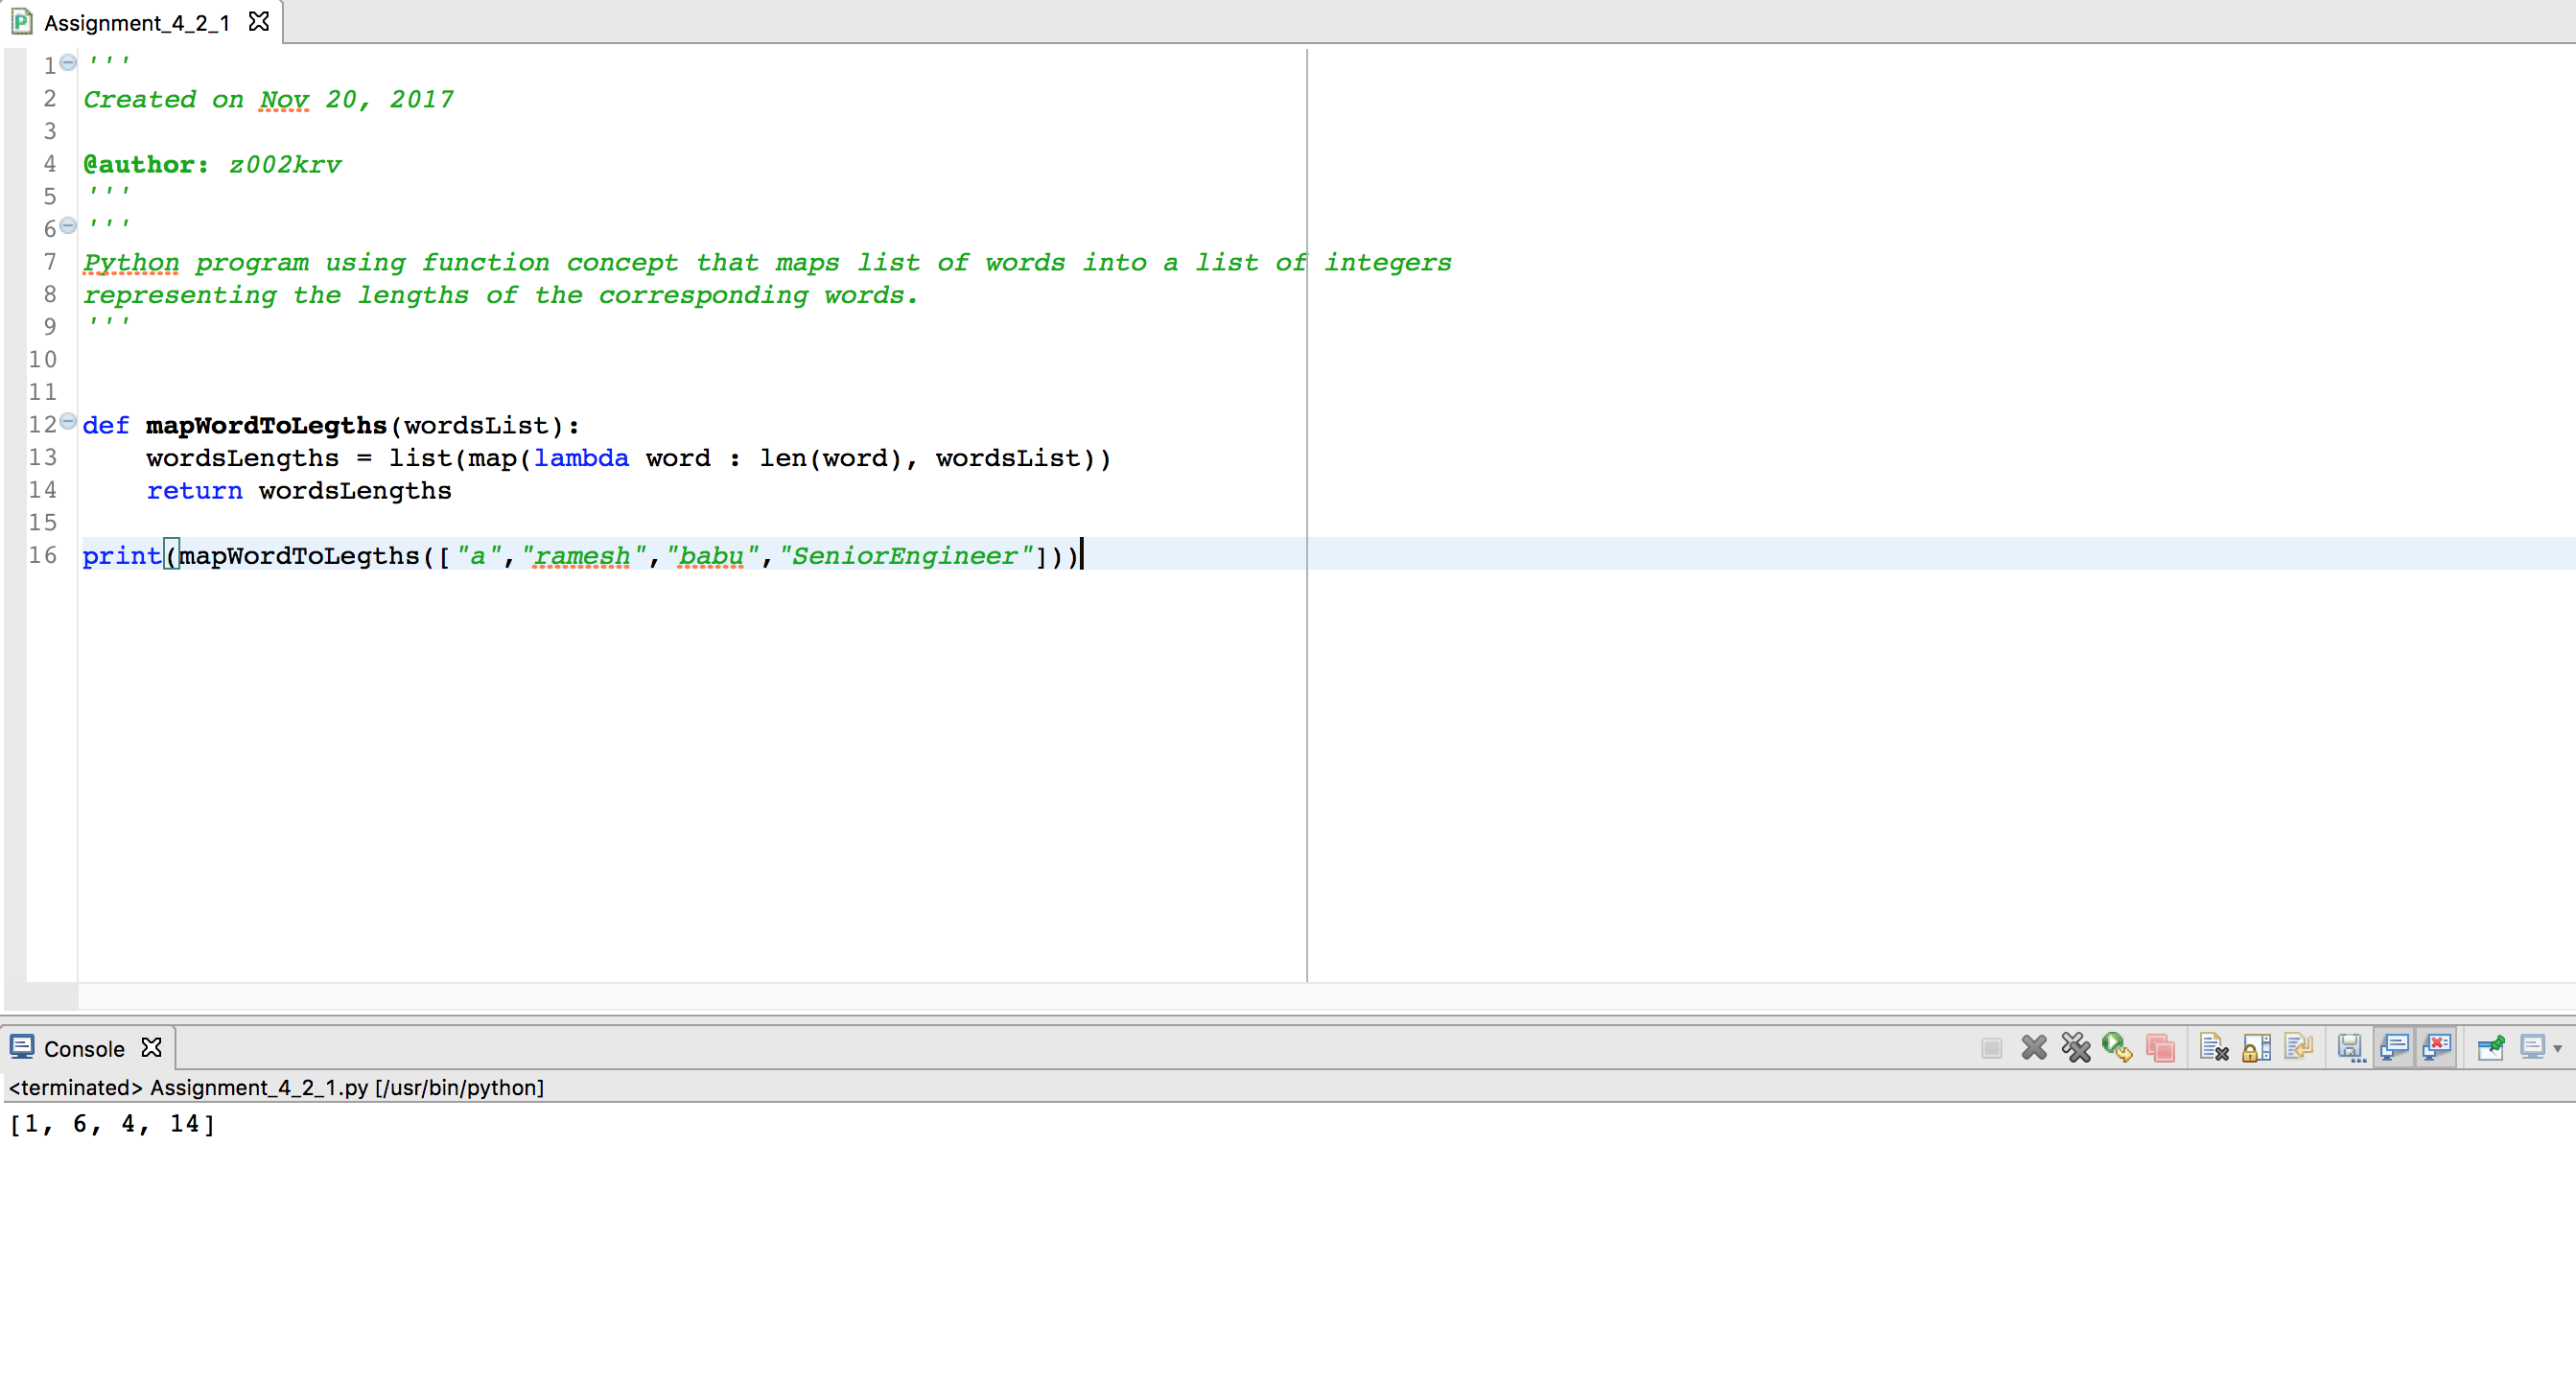 Assignment_4_2_1
1 '''
2 Created on Nov 20, 2017
3
4 @author: z002krv
5 '''
6 '''
7 Python program using function concept that maps list of words into a list of integers
8 representing the lengths of the corresponding words.
9 '''
10
11
12 def mapWordToLegths(wordsList):
13     wordsLengths = list(map(lambda word : len(word), wordsList))
14     return wordsLengths
15
16 print(mapWordToLegths(["a","ramesh","babu","SeniorEngineer"]))
Console
<terminated> Assignment_4_2_1.py [/usr/bin/python]
[1, 6, 4, 14]